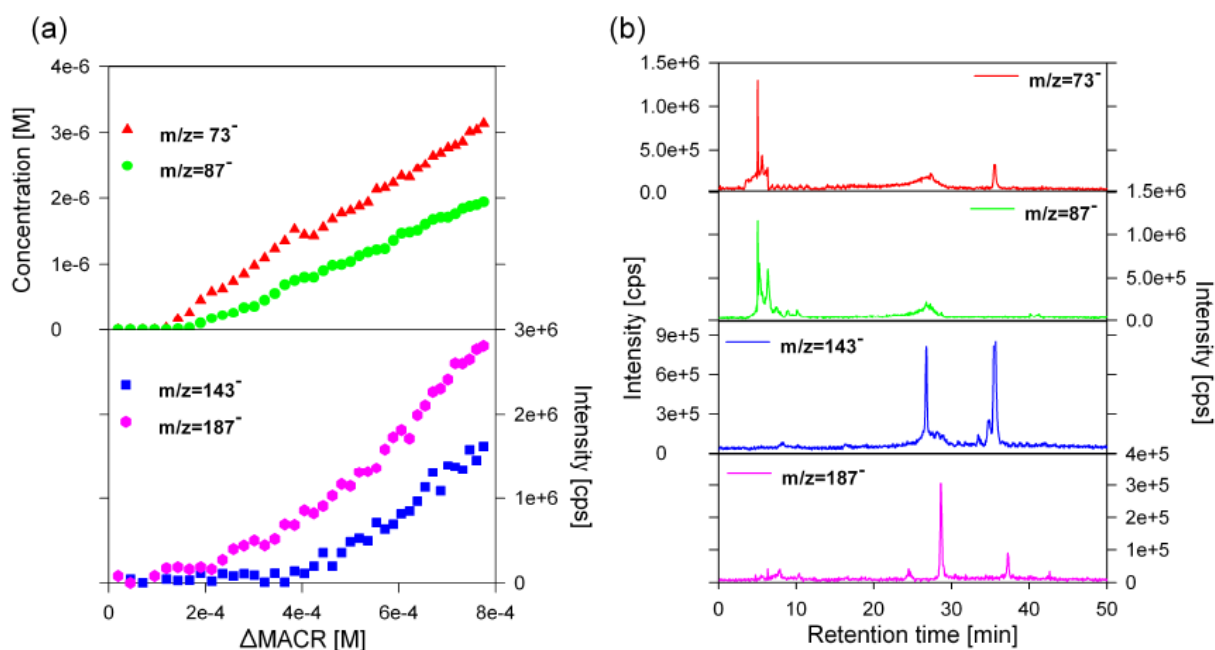 (a)
4e-6
3e-6
2e-6
1e-6
0
Concentration [M]
m/z= 73⁻
m/z=87⁻
m/z=143⁻
m/z=187⁻
3e+6
2e+6
1e+6
0
Intensity [cps]
0 2e-4 4e-4 6e-4 8e-4
ΔMACR [M]
(b)
1.5e+6
1.0e+6
5.0e+5
0.0
m/z=73⁻
1.5e+6
1.0e+6
5.0e+5
0.0
m/z=87⁻
Intensity [cps]
Intensity [cps]
9e+5
6e+5
3e+5
0
m/z=143⁻
4e+5
3e+5
2e+5
1e+5
0
m/z=187⁻
0 10 20 30 40 50
Retention time [min]